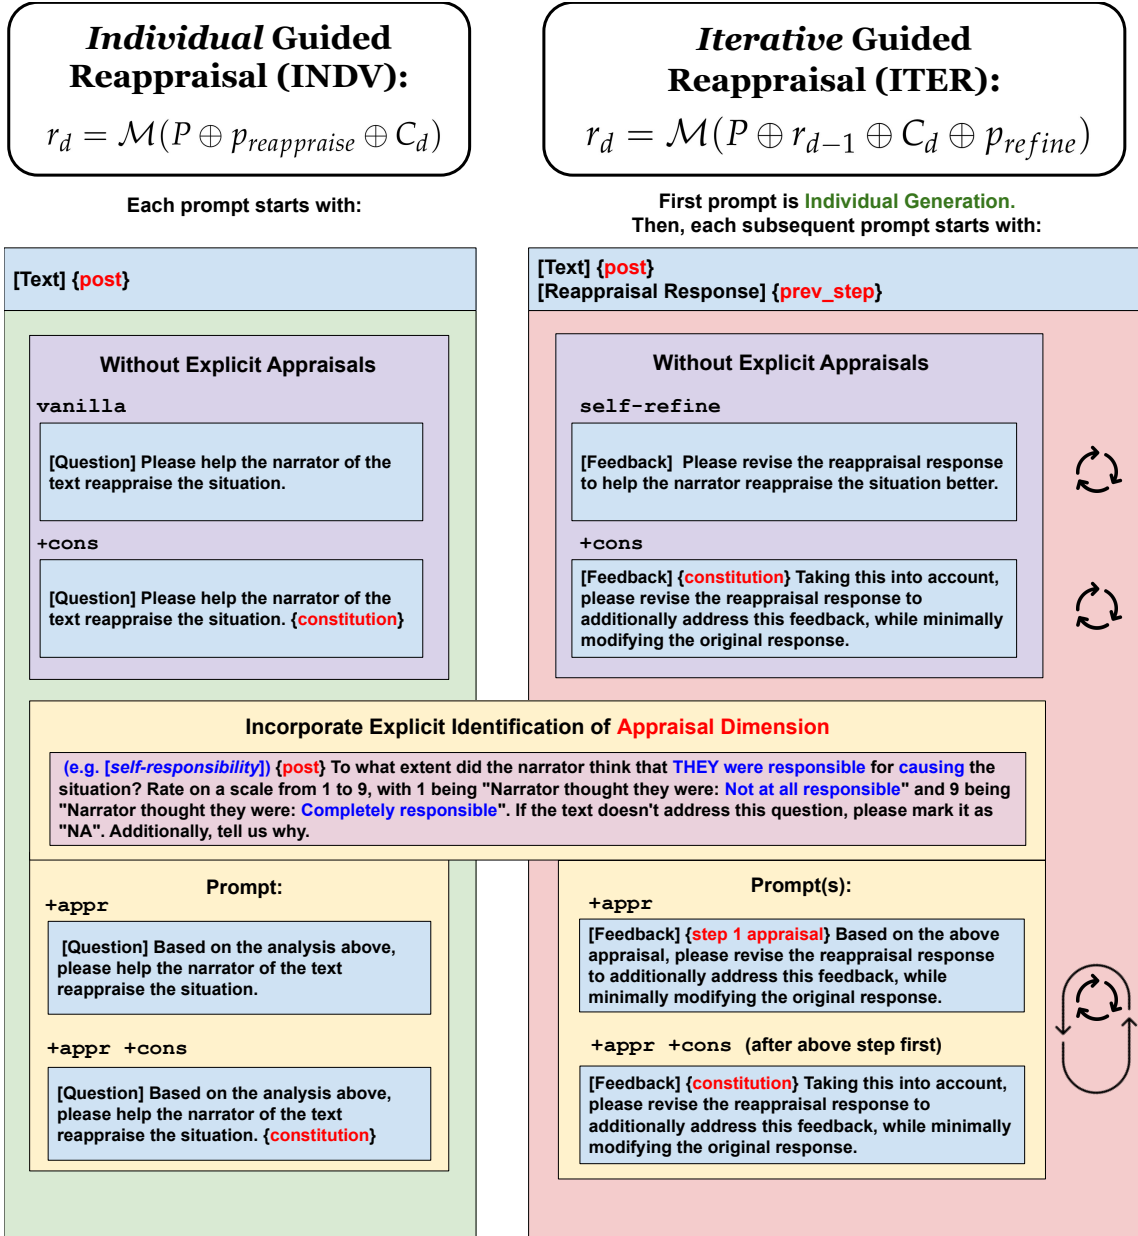 Individual Guided
Reappraisal (INDV):
r_d = M(P ⊕ p_reappraise ⊕ C_d)
Each prompt starts with:
[Text] {post}
Without Explicit Appraisals
vanilla
[Question] Please help the narrator of the
text reappraise the situation.
+cons
[Question] Please help the narrator of the
text reappraise the situation. {constitution}
Iterative Guided
Reappraisal (ITER):
r_d = M(P ⊕ r_{d−1} ⊕ C_d ⊕ p_refine)
First prompt is Individual Generation.
Then, each subsequent prompt starts with:
[Text] {post}
[Reappraisal Response] {prev_step}
Without Explicit Appraisals
self-refine
[Feedback] Please revise the reappraisal response
to help the narrator reappraise the situation better.
+cons
[Feedback] {constitution} Taking this into account,
please revise the reappraisal response to
additionally address this feedback, while minimally
modifying the original response.
Incorporate Explicit Identification of Appraisal Dimension
(e.g. [self-responsibility]) {post} To what extent did the narrator think that THEY were responsible for causing the
situation? Rate on a scale from 1 to 9, with 1 being "Narrator thought they were: Not at all responsible" and 9 being
"Narrator thought they were: Completely responsible". If the text doesn't address this question, please mark it as
"NA". Additionally, tell us why.
Prompt:
+appr
[Question] Based on the analysis above,
please help the narrator of the text
reappraise the situation.
+appr +cons
[Question] Based on the analysis above,
please help the narrator of the text
reappraise the situation. {constitution}
Prompt(s):
+appr
[Feedback] {step 1 appraisal} Based on the above
appraisal, please revise the reappraisal response
to additionally address this feedback, while
minimally modifying the original response.
+appr +cons (after above step first)
[Feedback] {constitution} Taking this into account,
please revise the reappraisal response to
additionally address this feedback, while minimally
modifying the original response.